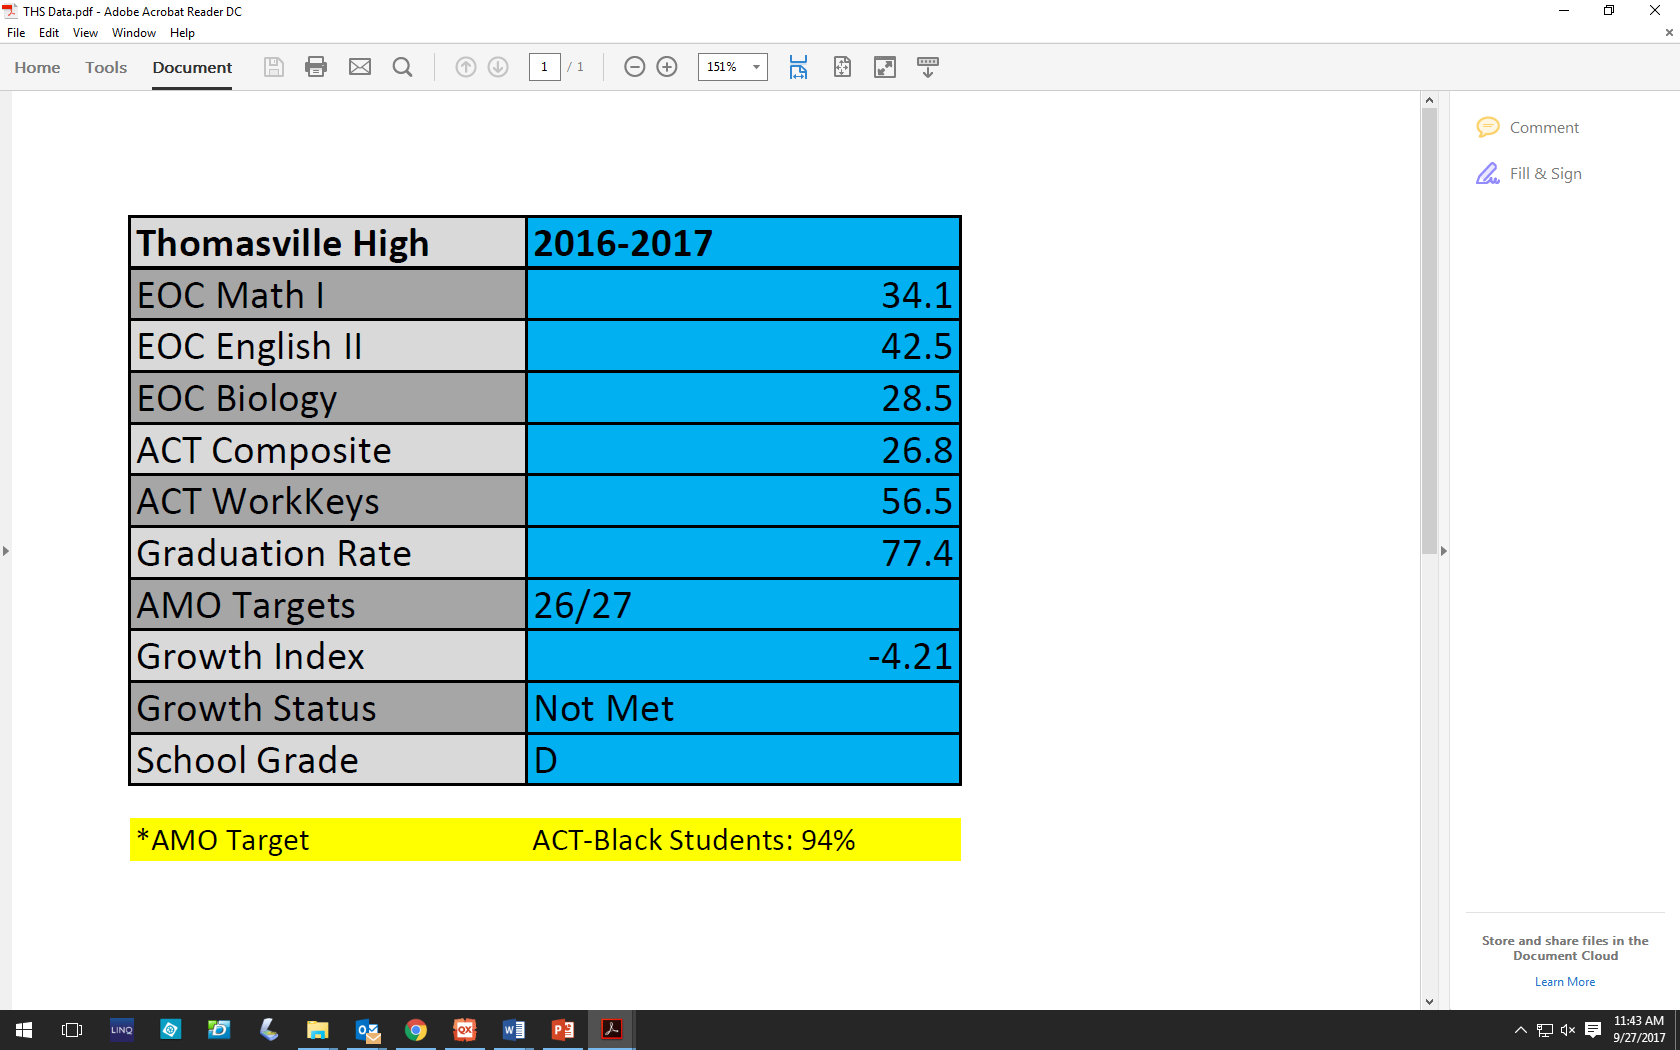 THS Data.pdf - Adobe Acrobat Reader DC
File Edit View Window Help
Home Tools Document 1 / 1 151%
Comment
Fill & Sign
Thomasville High 2016-2017
EOC Math I 34.1
EOC English II 42.5
EOC Biology 28.5
ACT Composite 26.8
ACT WorkKeys 56.5
Graduation Rate 77.4
AMO Targets 26/27
Growth Index -4.21
Growth Status Not Met
School Grade D
*AMO Target ACT-Black Students: 94%
Store and share files in the
Document Cloud
Learn More
LINQ
11:43 AM
9/27/2017